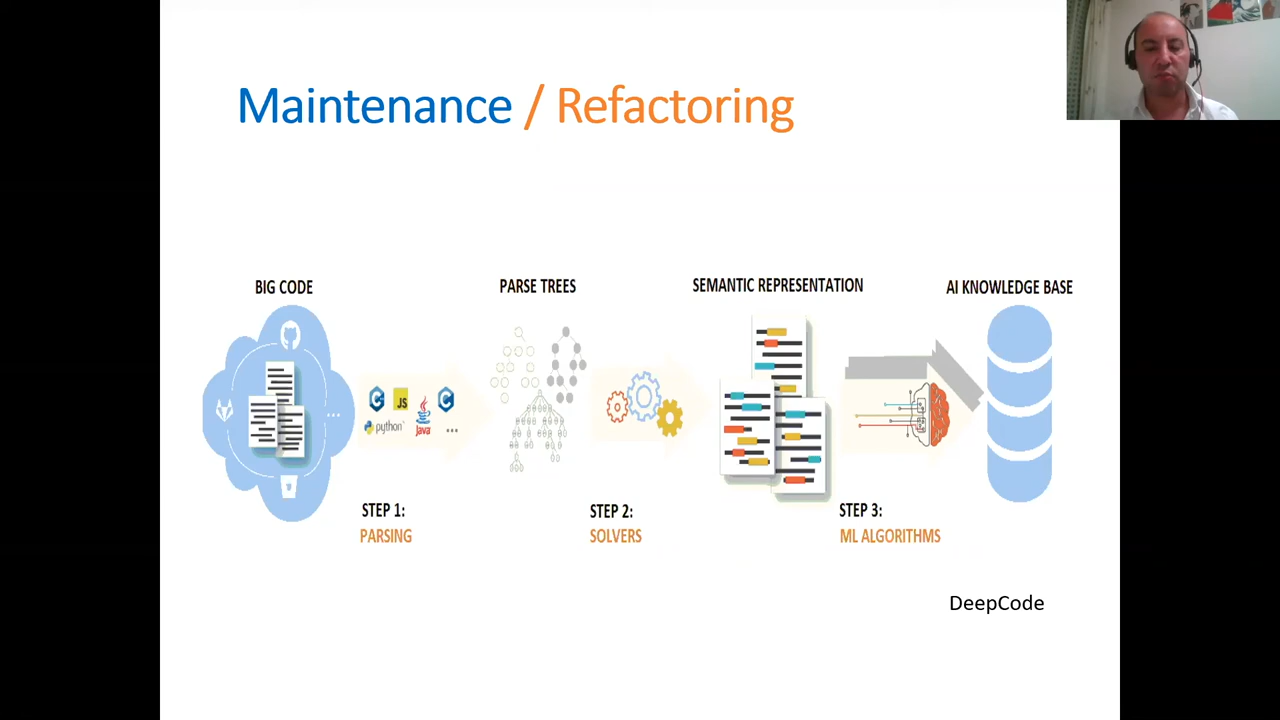 Maintenance / Refactoring
BIG CODE
PARSE TREES
SEMANTIC REPRESENTATION
AI KNOWLEDGE BASE
C
JS
C
python
Java
...
...
STEP 1:
PARSING
STEP 2:
SOLVERS
STEP 3:
ML ALGORITHMS
DeepCode